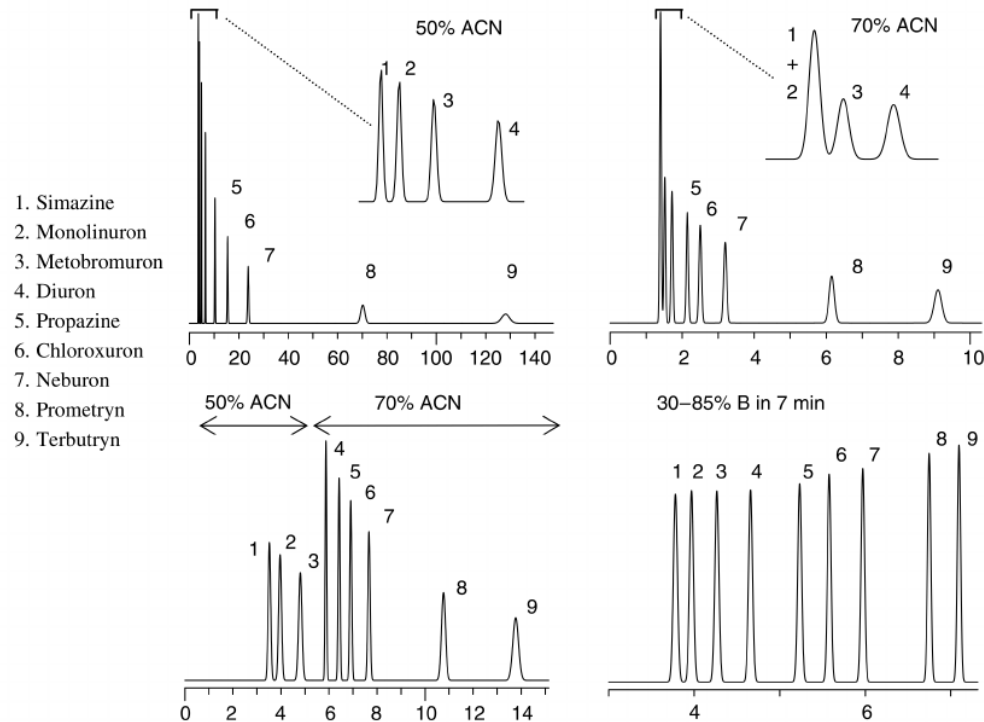 50% ACN
1
2
3
4
5
6
7
8
9
0 20 40 60 80 100 120 140
70% ACN
1
+
2
3
4
5
6
7
8
9
0 2 4 6 8 10
1. Simazine
2. Monolinuron
3. Metobromuron
4. Diuron
5. Propazine
6. Chloroxuron
7. Neburon
8. Prometryn
9. Terbutryn
50% ACN 70% ACN
1
2
3
4
5
6
7
8
9
0 2 4 6 8 10 12 14
30–85% B in 7 min
1 2 3 4 5 6 7 8 9
4 6